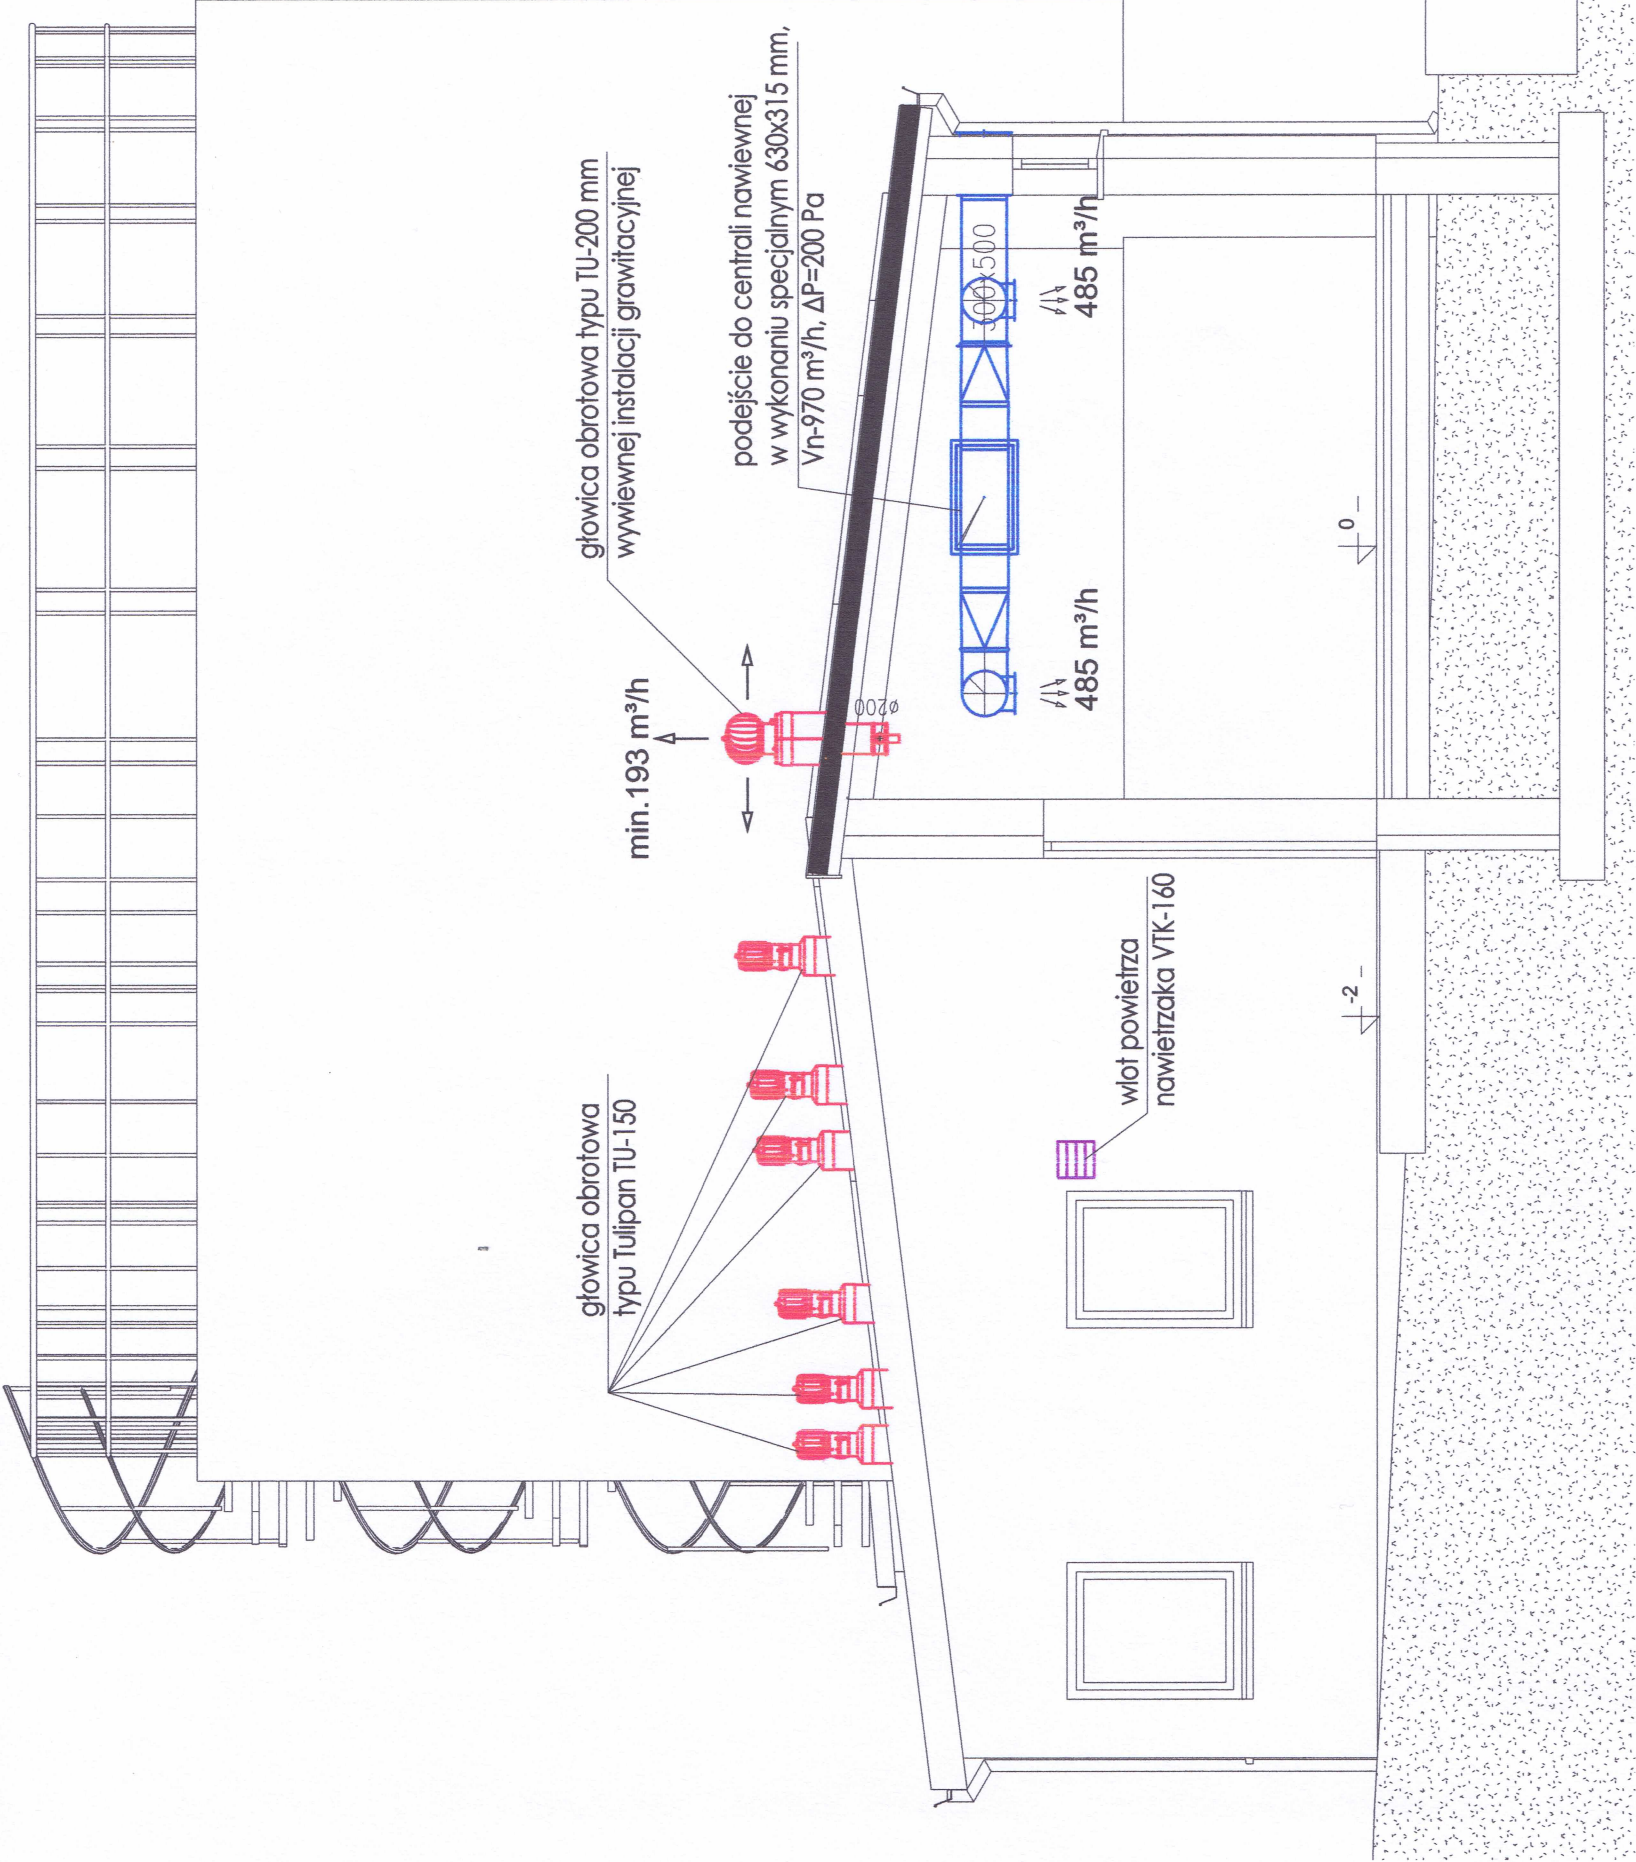 głowica obrotowa typu TU-200 mm
wywiewnej instalacji grawitacyjnej
podejście do centrali nawiewnej
w wykonaniu specjalnym 630x315 mm,
Vn-970 m³/h, ΔP=200 Pa
min.193 m³/h
ø200
300x500
485 m³/h
485 m³/h
0
głowica obrotowa
typu Tulipan TU-150
wlot powietrza
nawietrzaka VTK-160
-2